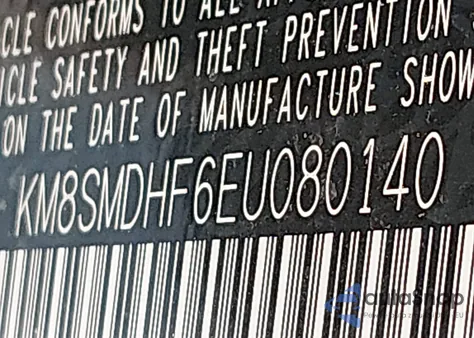 CLE CONFORMS TO ALL
ICLE SAFETY AND THEFT PREVENTION
ON THE DATE OF MANUFACTURE SHOW
KM8SMDHF6EU080140